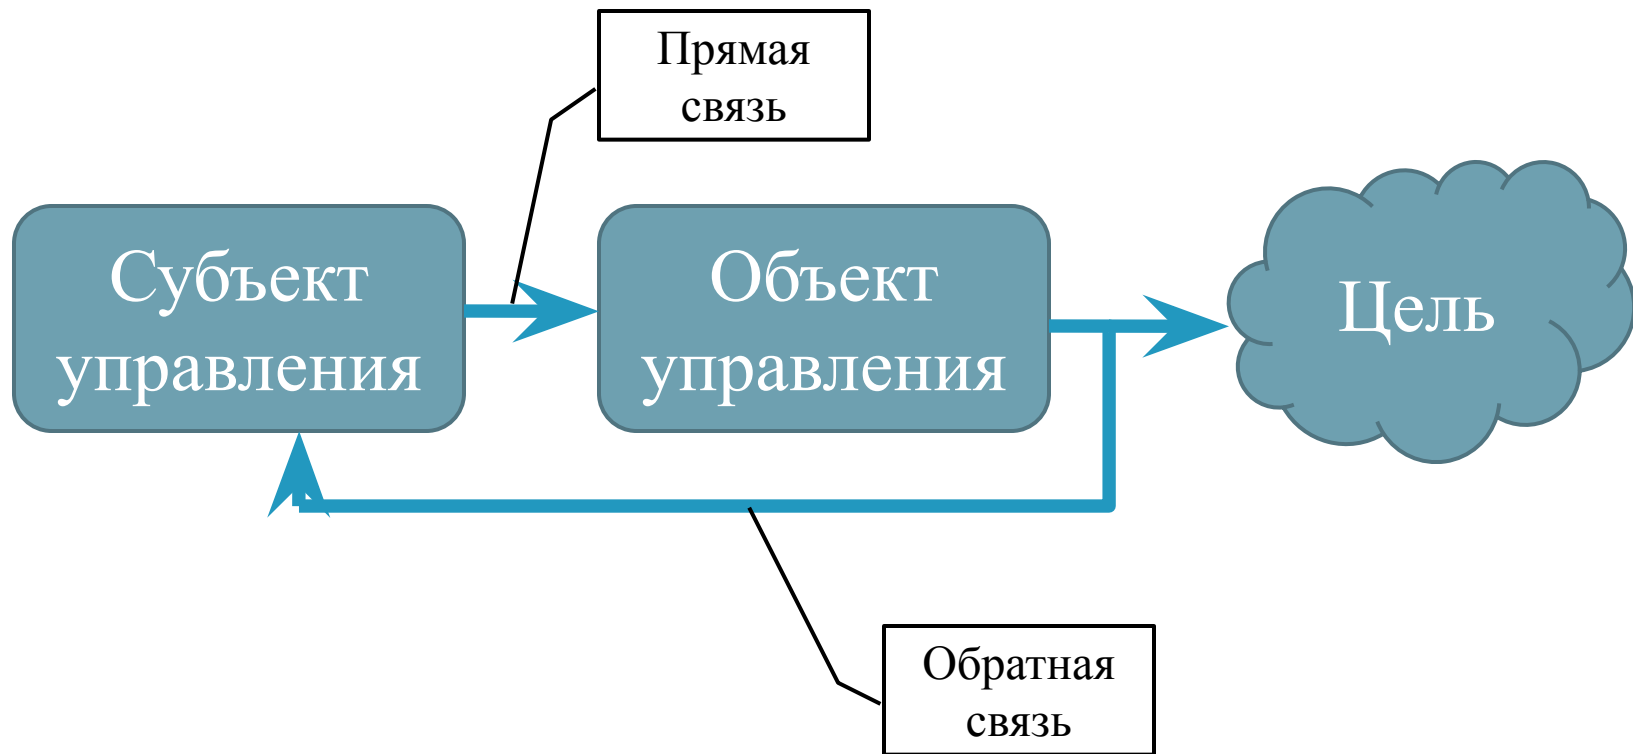 Прямая
связь
Субъект
управления
Объект
управления
Цель
Обратная
связь